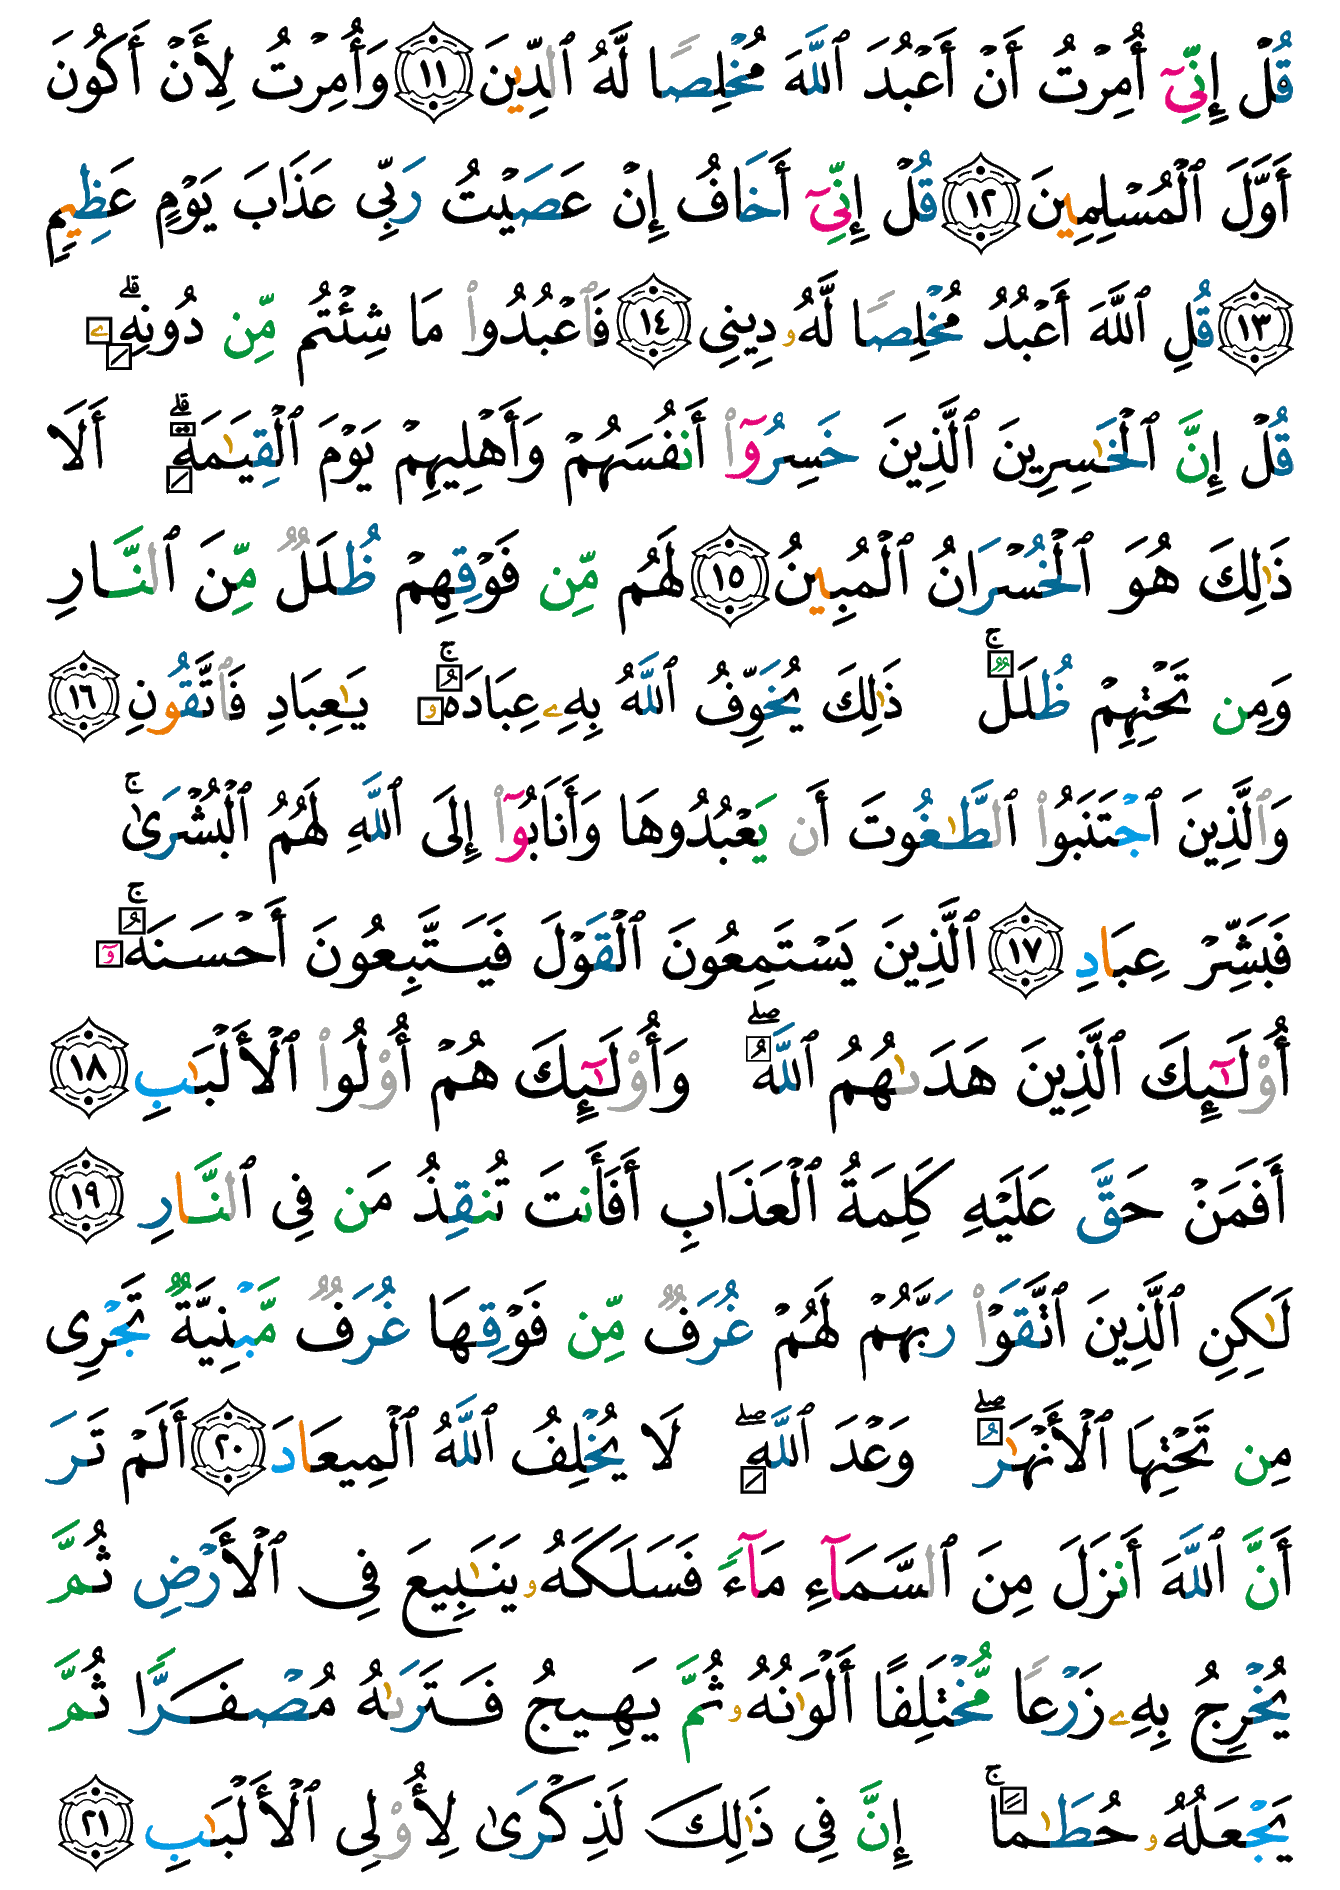 قُلْ إِنِّىٓ أُمِرْتُ أَنْ أَعْبُدَ ٱللَّهَ مُخْلِصًا لَّهُ ٱلدِّينَ ١١ وَأُمِرْتُ لِأَنْ أَكُونَ
أَوَّلَ ٱلْمُسْلِمِينَ ١٢ قُلْ إِنِّىٓ أَخَافُ إِنْ عَصَيْتُ رَبِّى عَذَابَ يَوْمٍ عَظِيمٍ
١٣ قُلِ ٱللَّهَ أَعْبُدُ مُخْلِصًا لَّهُۥ دِينِى ١٤ فَٱعْبُدُوا۟ مَا شِئْتُم مِّن دُونِهِۦ ۗ
قُلْ إِنَّ ٱلْخَـٰسِرِينَ ٱلَّذِينَ خَسِرُوٓا۟ أَنفُسَهُمْ وَأَهْلِيهِمْ يَوْمَ ٱلْقِيَـٰمَةِ ۗ أَلَا
ذَٰلِكَ هُوَ ٱلْخُسْرَانُ ٱلْمُبِينُ ١٥ لَهُم مِّن فَوْقِهِمْ ظُلَلٌ مِّنَ ٱلنَّارِ
وَمِن تَحْتِهِمْ ظُلَلٌ ۚ ذَٰلِكَ يُخَوِّفُ ٱللَّهُ بِهِۦ عِبَادَهُۥ ۚ يَـٰعِبَادِ فَٱتَّقُونِ ١٦
وَٱلَّذِينَ ٱجْتَنَبُوا۟ ٱلطَّـٰغُوتَ أَن يَعْبُدُوهَا وَأَنَابُوٓا۟ إِلَى ٱللَّهِ لَهُمُ ٱلْبُشْرَىٰ ۚ
فَبَشِّرْ عِبَادِ ١٧ ٱلَّذِينَ يَسْتَمِعُونَ ٱلْقَوْلَ فَيَتَّبِعُونَ أَحْسَنَهُۥٓ ۚ
أُو۟لَـٰٓئِكَ ٱلَّذِينَ هَدَىٰهُمُ ٱللَّهُ ۖ وَأُو۟لَـٰٓئِكَ هُمْ أُو۟لُوا۟ ٱلْأَلْبَـٰبِ ١٨
أَفَمَنْ حَقَّ عَلَيْهِ كَلِمَةُ ٱلْعَذَابِ أَفَأَنتَ تُنقِذُ مَن فِى ٱلنَّارِ ١٩
لَـٰكِنِ ٱلَّذِينَ ٱتَّقَوْا۟ رَبَّهُمْ لَهُمْ غُرَفٌ مِّن فَوْقِهَا غُرَفٌ مَّبْنِيَّةٌ تَجْرِى
مِن تَحْتِهَا ٱلْأَنْهَـٰرُ ۖ وَعْدَ ٱللَّهِ ۖ لَا يُخْلِفُ ٱللَّهُ ٱلْمِيعَادَ ٢٠ أَلَمْ تَرَ
أَنَّ ٱللَّهَ أَنزَلَ مِنَ ٱلسَّمَآءِ مَآءً فَسَلَكَهُۥ يَنَـٰبِيعَ فِى ٱلْأَرْضِ ثُمَّ
يُخْرِجُ بِهِۦ زَرْعًا مُّخْتَلِفًا أَلْوَٰنُهُۥ ثُمَّ يَهِيجُ فَتَرَىٰهُ مُصْفَرًّا ثُمَّ
يَجْعَلُهُۥ حُطَـٰمًا ۚ إِنَّ فِى ذَٰلِكَ لَذِكْرَىٰ لِأُو۟لِى ٱلْأَلْبَـٰبِ ٢١